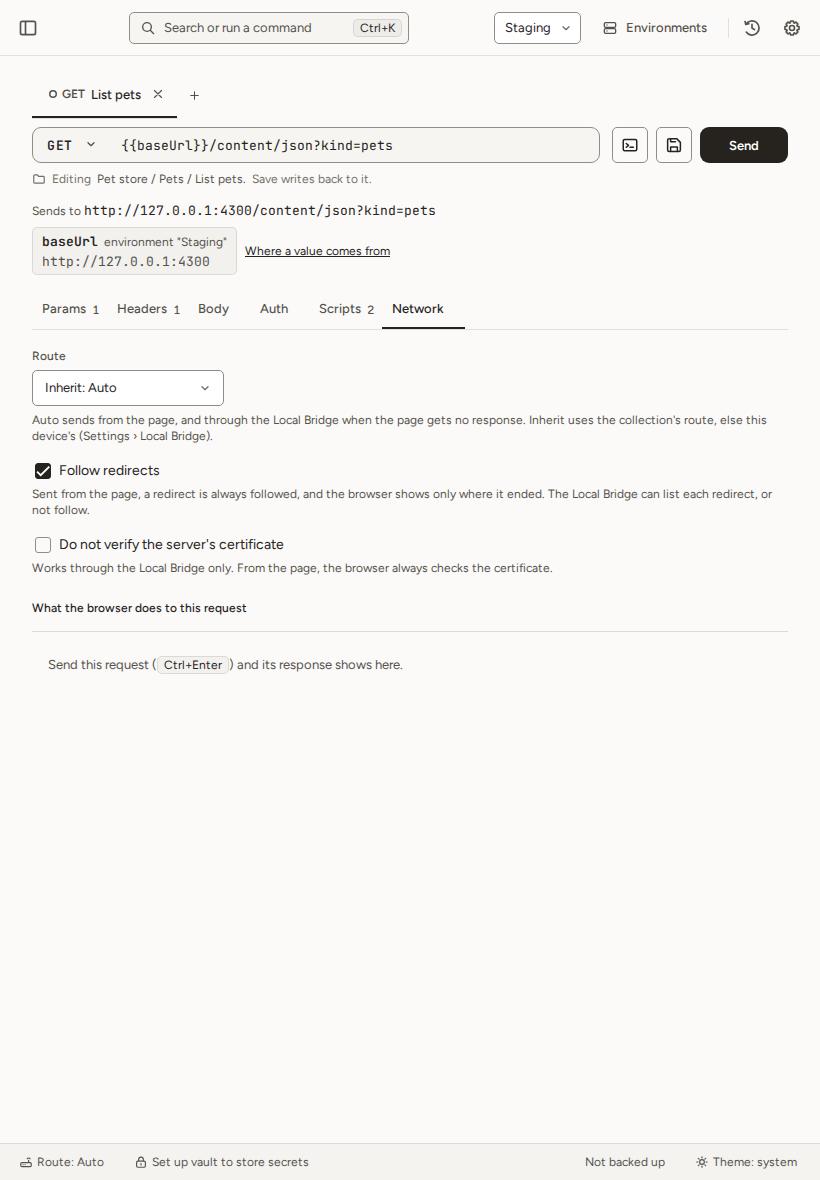 Search or run a command Ctrl+K Staging Environments
GET List pets
GET {{baseUrl}}/content/json?kind=pets Send
Editing Pet store / Pets / List pets. Save writes back to it.
Sends to http://127.0.0.1:4300/content/json?kind=pets
baseUrl environment "Staging"
http://127.0.0.1:4300
Where a value comes from
Params 1 Headers 1 Body Auth Scripts 2 Network
Route
Inherit: Auto
Auto sends from the page, and through the Local Bridge when the page gets no response. Inherit uses the collection's route, else this
device's (Settings › Local Bridge).
Follow redirects
Sent from the page, a redirect is always followed, and the browser shows only where it ended. The Local Bridge can list each redirect, or
not follow.
Do not verify the server's certificate
Works through the Local Bridge only. From the page, the browser always checks the certificate.
What the browser does to this request
Send this request (Ctrl+Enter) and its response shows here.
Route: Auto Set up vault to store secrets Not backed up Theme: system